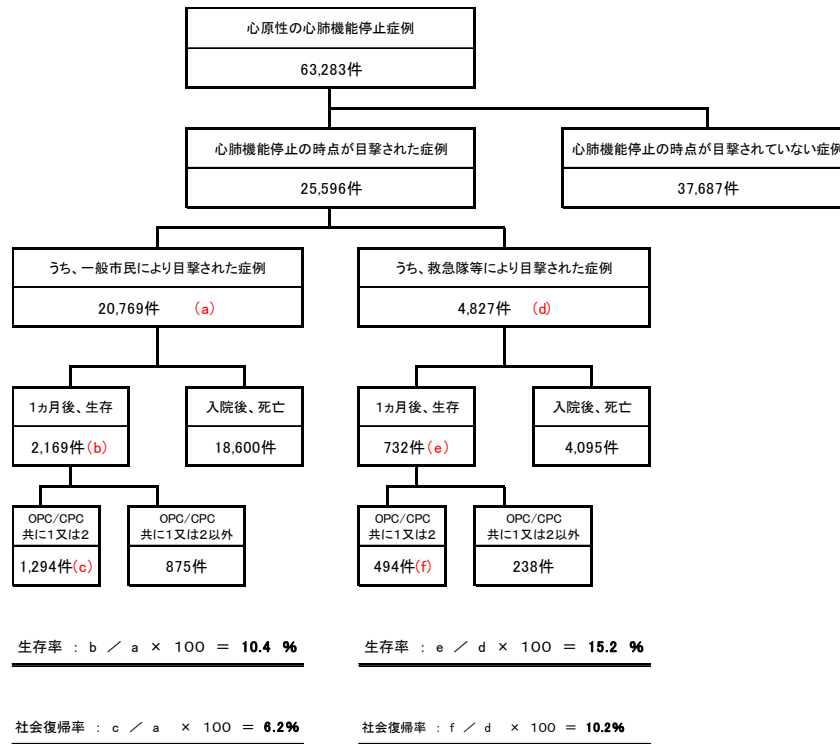 心原性の心肺機能停止症例
63,283件
心肺機能停止の時点が目撃された症例
25,596件
心肺機能停止の時点が目撃されていない症例
37,687件
うち、一般市民により目撃された症例
20,769件 (a)
うち、救急隊等により目撃された症例
4,827件 (d)
1ヵ月後、生存
2,169件(b)
入院後、死亡
18,600件
1ヵ月後、生存
732件(e)
入院後、死亡
4,095件
OPC/CPC
共に1又は2
1,294件(c)
OPC/CPC
共に1又は2以外
875件
OPC/CPC
共に1又は2
494件(f)
OPC/CPC
共に1又は2以外
238件
生存率 : b / a × 100 = 10.4 %
生存率 : e / d × 100 = 15.2 %
社会復帰率 : c / a × 100 = 6.2%
社会復帰率 : f / d × 100 = 10.2%